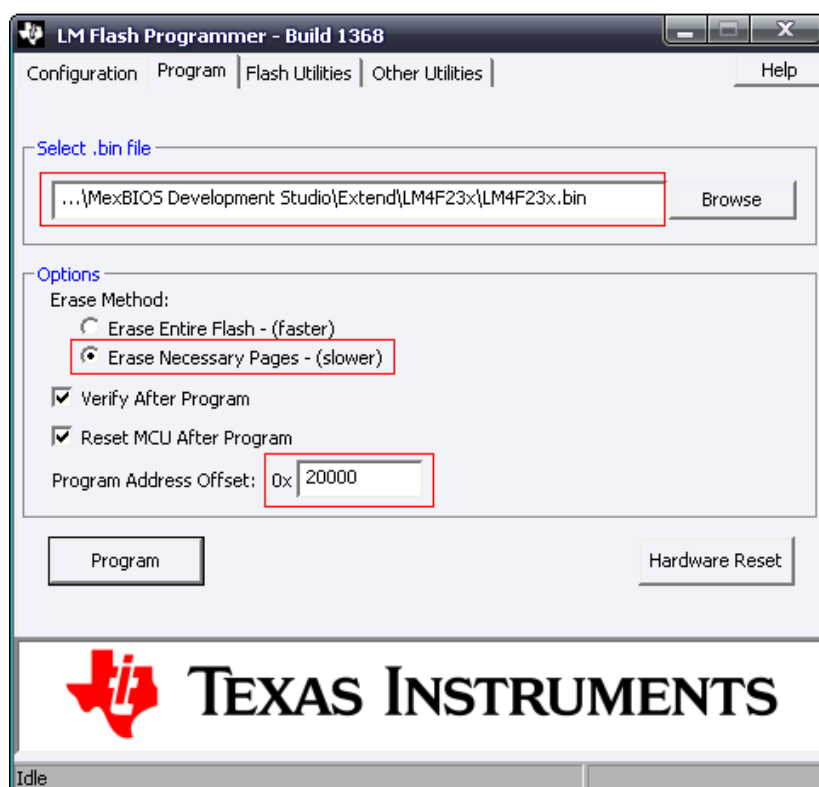 LM Flash Programmer - Build 1368
Configuration Program Flash Utilities Other Utilities Help
Select .bin file
...\MexBIOS Development Studio\Extend\LM4F23x\LM4F23x.bin Browse
Options
Erase Method:
Erase Entire Flash - (faster)
Erase Necessary Pages - (slower)
Verify After Program
Reset MCU After Program
Program Address Offset: 0x 20000
Program Hardware Reset
TEXAS INSTRUMENTS
Idle